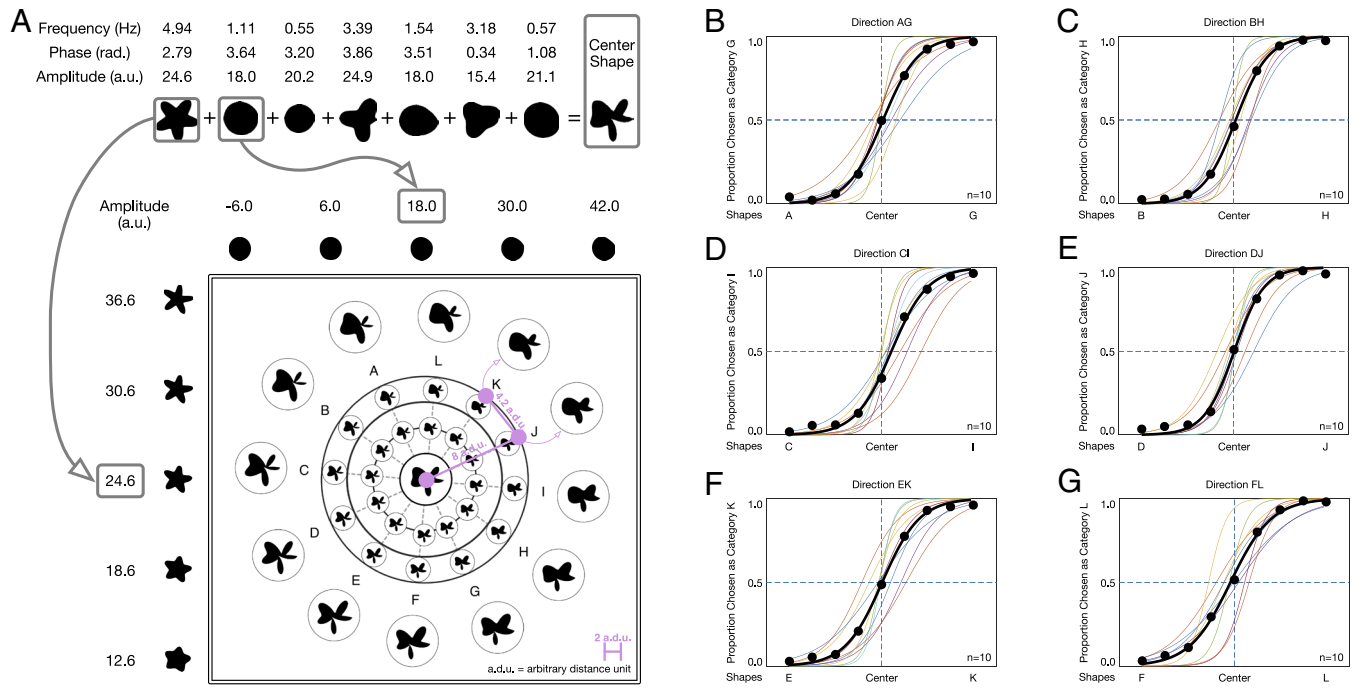 A
Frequency (Hz) 4.94 1.11 0.55 3.39 1.54 3.18 0.57
Phase (rad.) 2.79 3.64 3.20 3.86 3.51 0.34 1.08
Amplitude (a.u.) 24.6 18.0 20.2 24.9 18.0 15.4 21.1
Center
Shape
+ + + + + + =
Amplitude
(a.u.)
-6.0 6.0 18.0 30.0 42.0
36.6
30.6
24.6
18.6
12.6
A
B
C
D
E
F
G
H
I
J
K
L
4.2 a.d.u
8 a.d.u.
2 a.d.u.
a.d.u. = arbitrary distance unit
B
Direction AG
Proportion Chosen as Category G
1.0
0.5
0.0
n=10
Shapes A Center G
C
Direction BH
Proportion Chosen as Category H
1.0
0.5
0.0
n=10
Shapes B Center H
D
Direction CI
Proportion Chosen as Category I
1.0
0.5
0.0
n=10
Shapes C Center I
E
Direction DJ
Proportion Chosen as Category J
1.0
0.5
0.0
n=10
Shapes D Center J
F
Direction EK
Proportion Chosen as Category K
1.0
0.5
0.0
n=10
Shapes E Center K
G
Direction FL
Proportion Chosen as Category L
1.0
0.5
0.0
n=10
Shapes F Center L